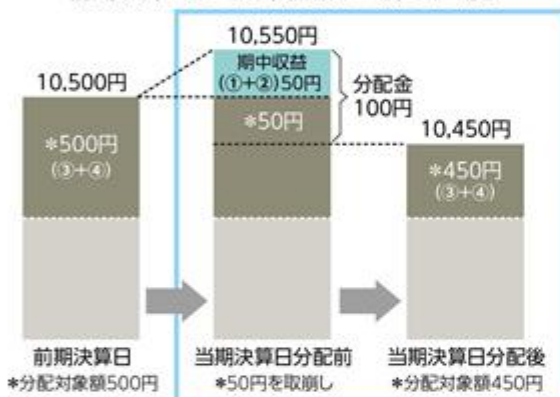 10,550円
10,500円
期中収益
(①+②)50円
分配金
100円
*50円
*500円
(③+④)
10,450円
*450円
(③+④)
前期決算日
*分配対象額500円
当期決算日分配前
*50円を取崩し
当期決算日分配後
*分配対象額450円